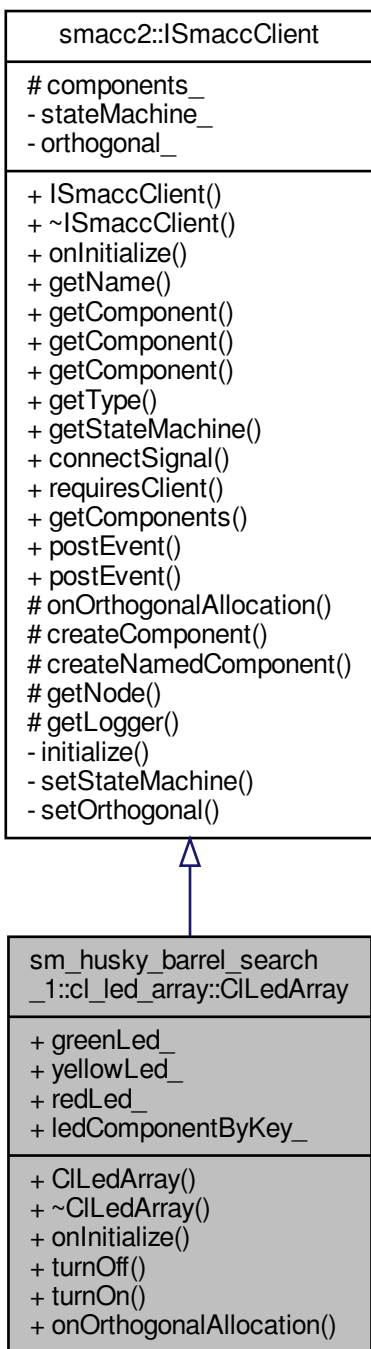 smacc2::ISmaccClient
# components_
- stateMachine_
- orthogonal_
+ ISmaccClient()
+ ~ISmaccClient()
+ onInitialize()
+ getName()
+ getComponent()
+ getComponent()
+ getComponent()
+ getType()
+ getStateMachine()
+ connectSignal()
+ requiresClient()
+ getComponents()
+ postEvent()
+ postEvent()
# onOrthogonalAllocation()
# createComponent()
# createNamedComponent()
# getNode()
# getLogger()
- initialize()
- setStateMachine()
- setOrthogonal()
sm_husky_barrel_search
_1::cl_led_array::ClLedArray
+ greenLed_
+ yellowLed_
+ redLed_
+ ledComponentByKey_
+ ClLedArray()
+ ~ClLedArray()
+ onInitialize()
+ turnOff()
+ turnOn()
+ onOrthogonalAllocation()